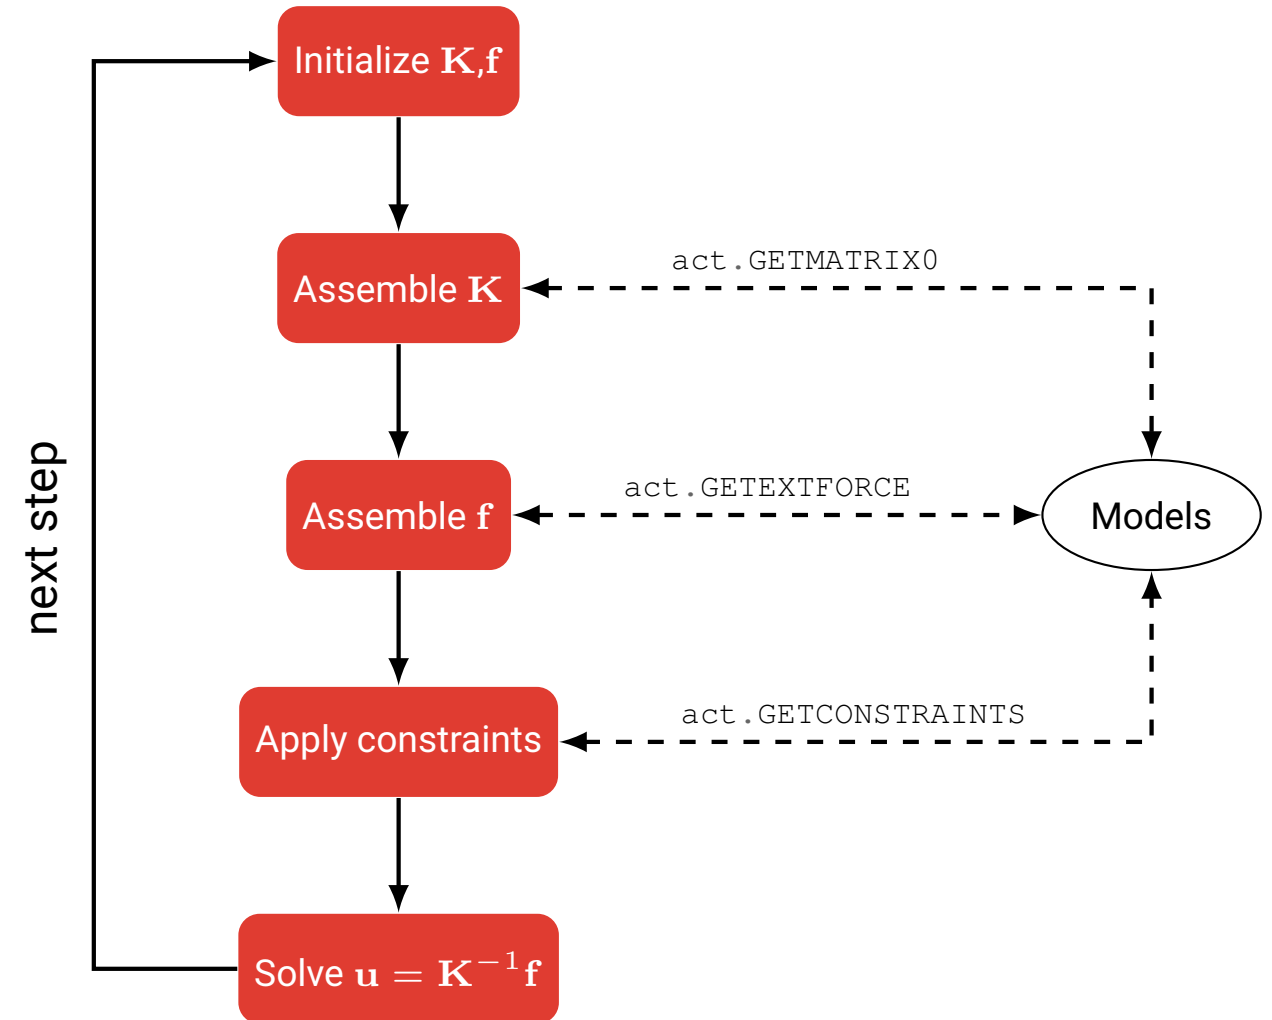 Initialize K,f
act.GETMATRIX0
Assemble K
next step
act.GETEXTFORCE
Assemble f
Models
act.GETCONSTRAINTS
Apply constraints
Solve u = K⁻¹f